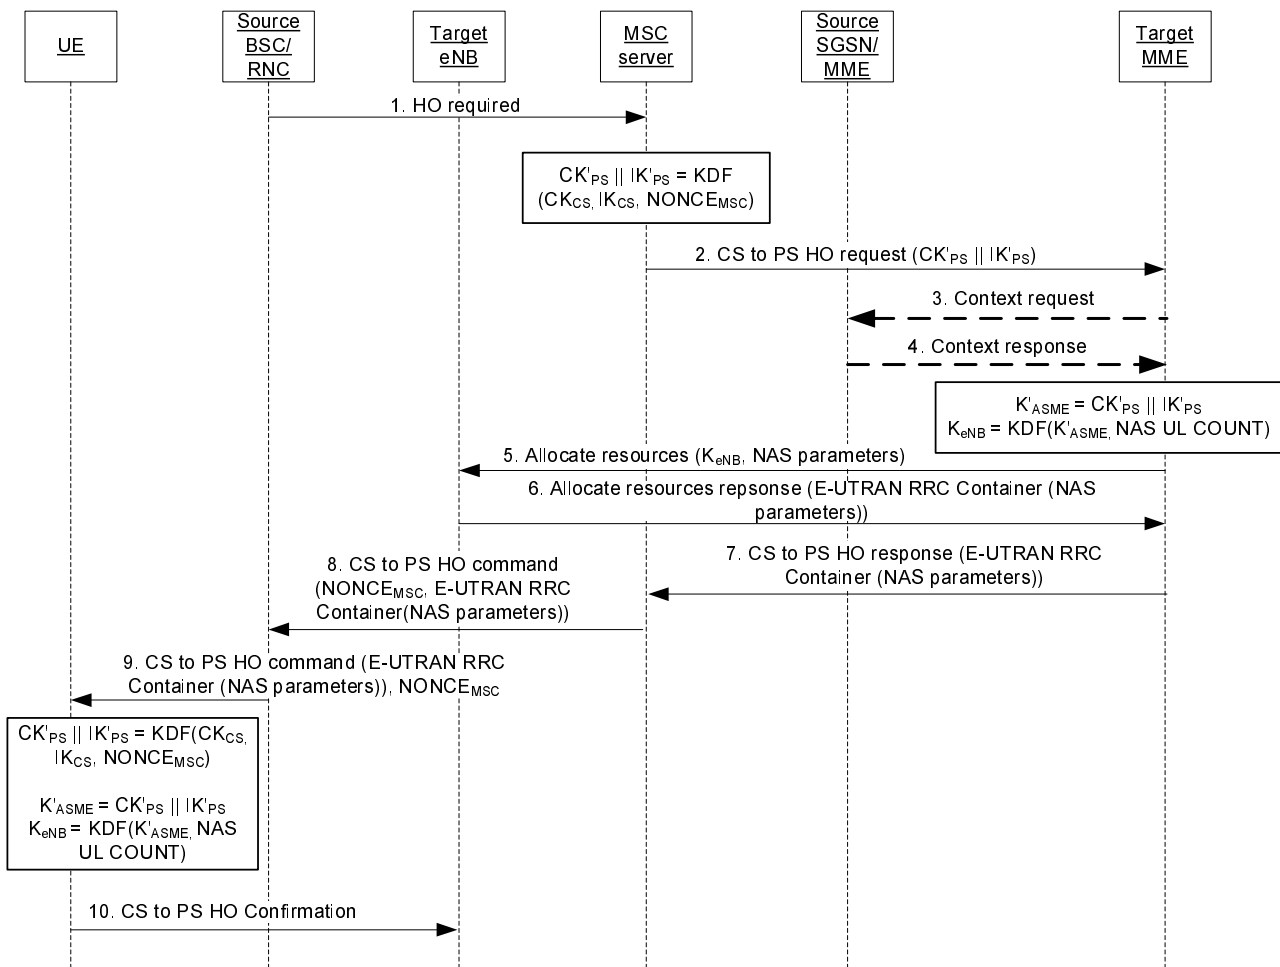 UE
Source
BSC/
RNC
Target
eNB
MSC
server
Source
SGSN/
MME
Target
MME
1. HO required
CK'PS || IK'PS = KDF
(CKCS, IKCS, NONCEMSC)
2. CS to PS HO request (CK'PS || IK'PS)
3. Context request
4. Context response
K'ASME = CK'PS || IK'PS
KeNB = KDF(K'ASME, NAS UL COUNT)
5. Allocate resources (KeNB, NAS parameters)
6. Allocate resources repsonse (E-UTRAN RRC Container (NAS
parameters))
7. CS to PS HO response (E-UTRAN RRC
Container (NAS parameters))
8. CS to PS HO command
(NONCEMSC, E-UTRAN RRC
Container(NAS parameters))
9. CS to PS HO command (E-UTRAN RRC
Container (NAS parameters)), NONCEMSC
CK'PS || IK'PS = KDF(CKCS,
IKCS, NONCEMSC)
K'ASME = CK'PS || IK'PS
KeNB = KDF(K'ASME, NAS
UL COUNT)
10. CS to PS HO Confirmation